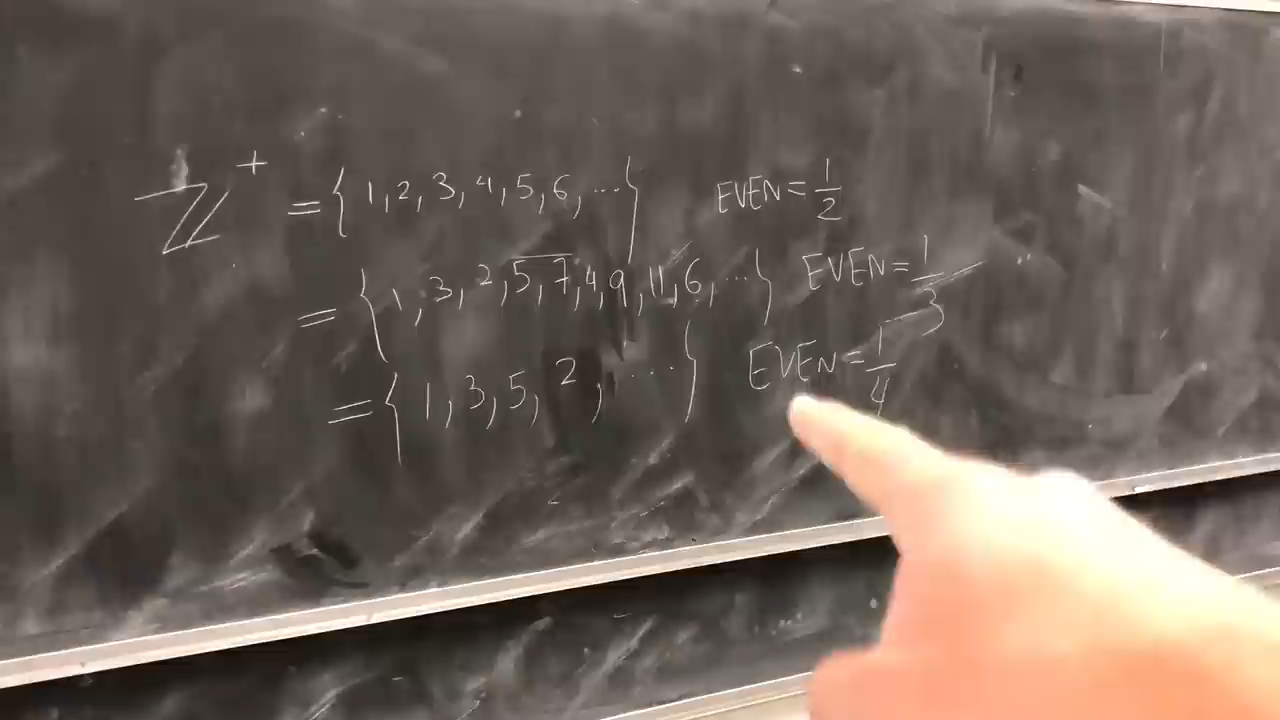 ℤ⁺ = { 1, 2, 3, 4, 5, 6, ... } EVEN = 1/2
= { 1, 3, 2, 5, 7, 4, 9, 11, 6, ... } EVEN = 1/3
= { 1, 3, 5, 2, ... } EVEN = 1/4